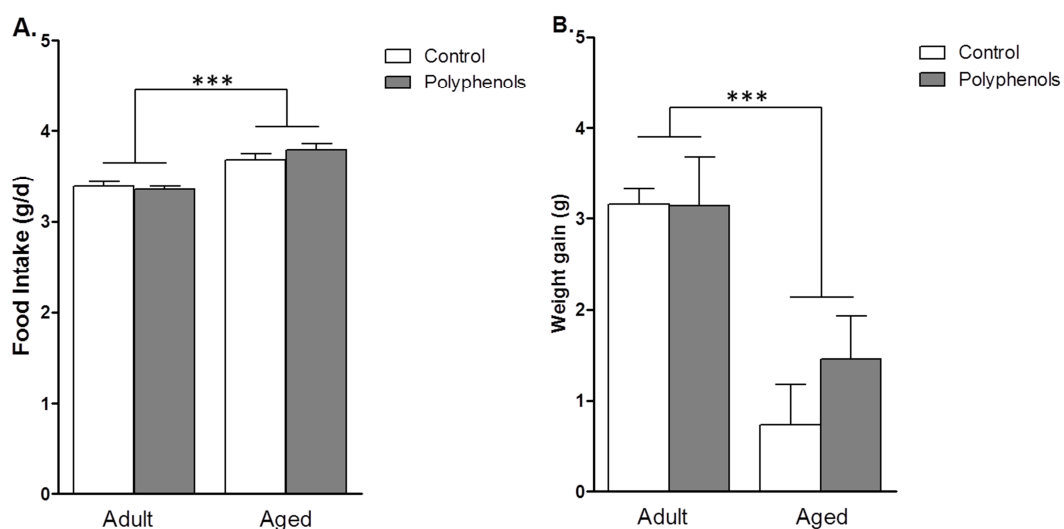 A.
5
4
3
2
1
0
Food Intake (g/d)
***
Control
Polyphenols
Adult
Aged
B.
5
4
3
2
1
0
Weight gain (g)
***
Control
Polyphenols
Adult
Aged